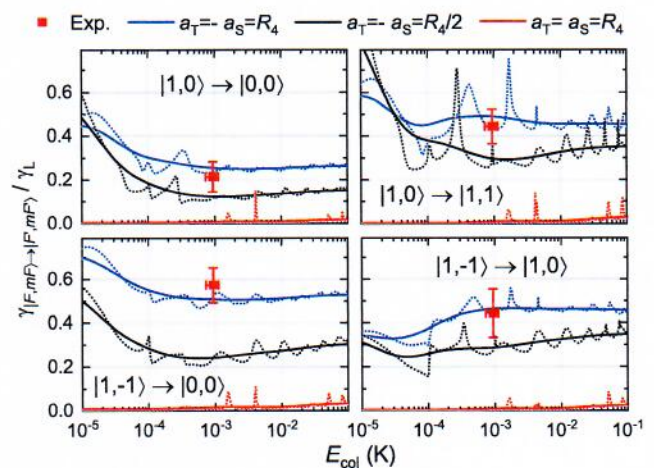 Exp. a_T=- a_S=R_4 a_T=- a_S=R_4/2 a_T= a_S=R_4
|1,0⟩ → |0,0⟩
0.6
0.4
0.2
0.0
|1,0⟩ → |1,1⟩
γ_|F,mF⟩→|F',mF'⟩ / γ_L
|1,-1⟩ → |0,0⟩
0.6
0.4
0.2
0.0
|1,-1⟩ → |1,0⟩
10^-5 10^-4 10^-3 10^-2 10^-5 10^-4 10^-3 10^-2 10^-1
E_col (K) E_col (K)